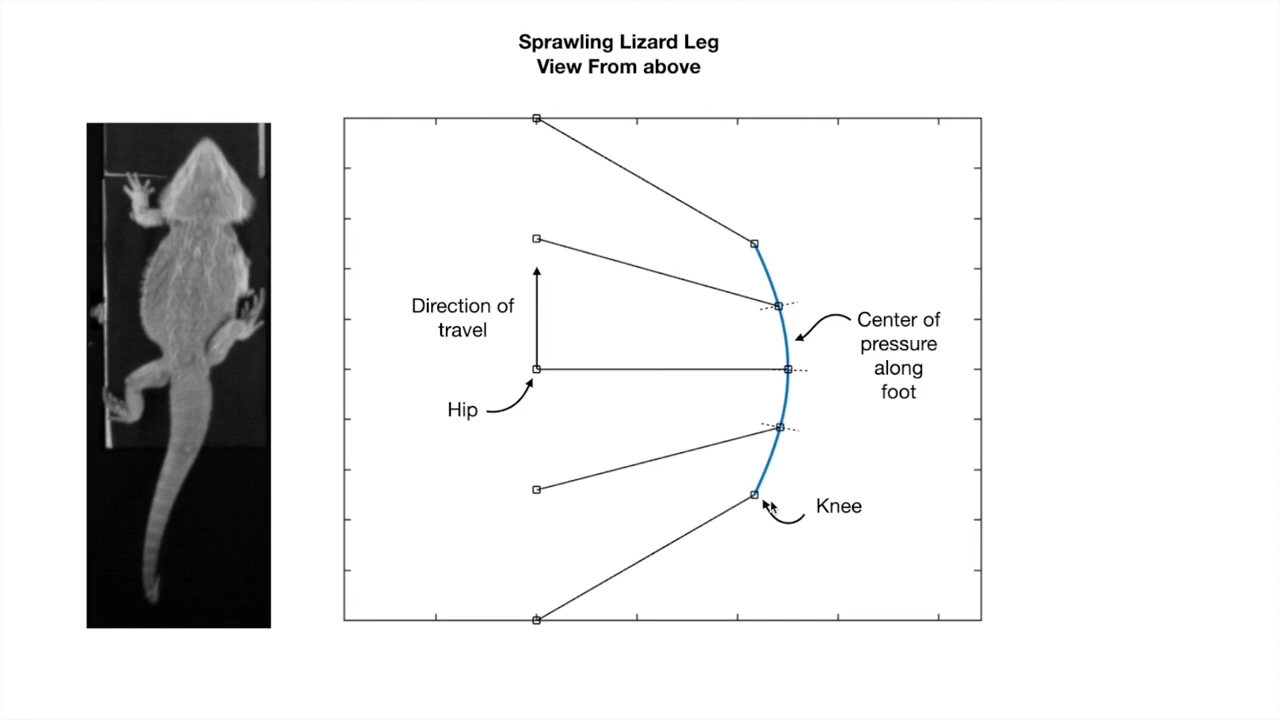 Sprawling Lizard Leg
View From above
Direction of
travel
Hip
Center of
pressure
along
foot
Knee